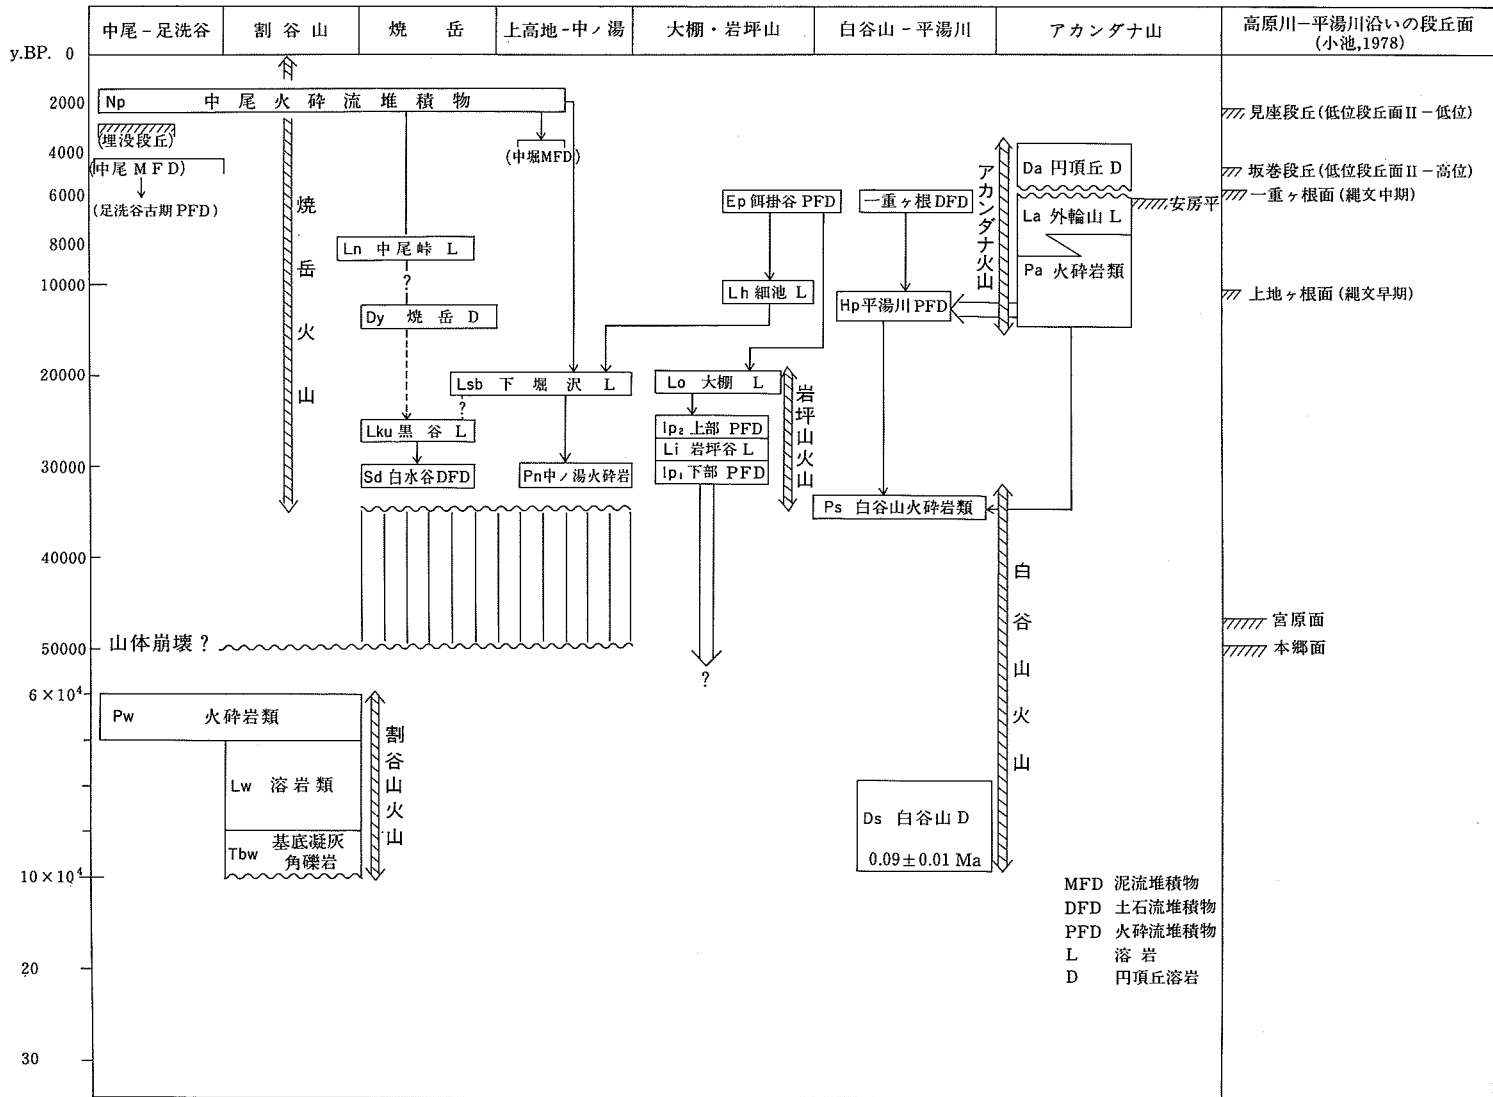 中尾－足洗谷
割谷山
焼　　岳
上高地－中ノ湯
大棚・岩坪山
白谷山－平湯川
アカンダナ山
高原川－平湯川沿いの段丘面
(小池,1978)
y.BP. 0
2000
4000
6000
8000
10000
20000
30000
40000
50000
6×10⁴
10×10⁴
20
30
Np 中尾火砕流堆積物
(埋没段丘)
(中尾MFD)
(足洗谷古期PFD)
(中堀MFD)
焼岳火山
Ln 中尾峠 L
?
Dy 焼岳 D
Lsb 下堀沢 L
?
Lku 黒谷 L
Sd 白水谷DFD
Pn中ノ湯火砕岩
山体崩壊 ?
Pw 火砕岩類
Lw 溶岩類
Tbw 基底凝灰
角礫岩
割谷山火山
Ep 餌掛谷 PFD
Lh 細池 L
Lo 大棚 L
Ip₂ 上部 PFD
Li 岩坪谷 L
Ip₁ 下部 PFD
?
岩坪山火山
一重ヶ根 DFD
Hp平湯川PFD
Ps 白谷山火砕岩類
Ds 白谷山 D
0.09±0.01 Ma
白谷山火山
アカンダナ火山
Da 円頂丘 D
La 外輪山 L
Pa 火砕岩類
安房平
見座段丘(低位段丘面II－低位)
坂巻段丘(低位段丘面II－高位)
一重ヶ根面(縄文中期)
上地ヶ根面(縄文早期)
宮原面
本郷面
MFD 泥流堆積物
DFD 土石流堆積物
PFD 火砕流堆積物
L 溶岩
D 円頂丘溶岩